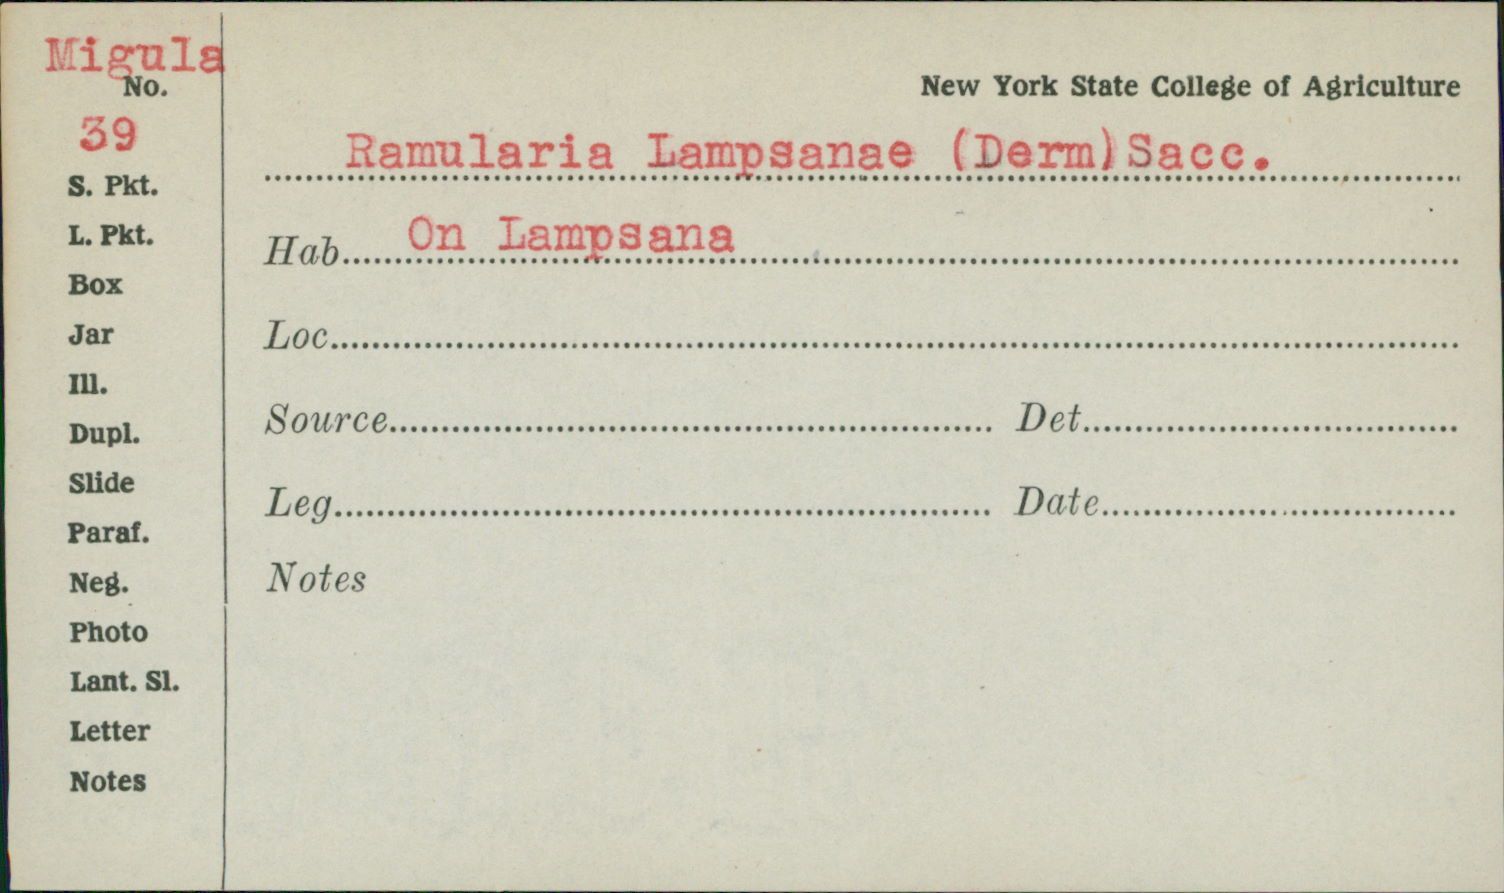 Migula
No.
39
S. Pkt.
L. Pkt.
Box
Jar
Ill.
Dupl.
Slide
Paraf.
Neg.
Photo
Lant. Sl.
Letter
Notes
New York State College of Agriculture
Ramularia Lampsanae (Derm)Sacc.
Hab. On Lampsana
Loc.
Source. Det.
Leg. Date.
Notes